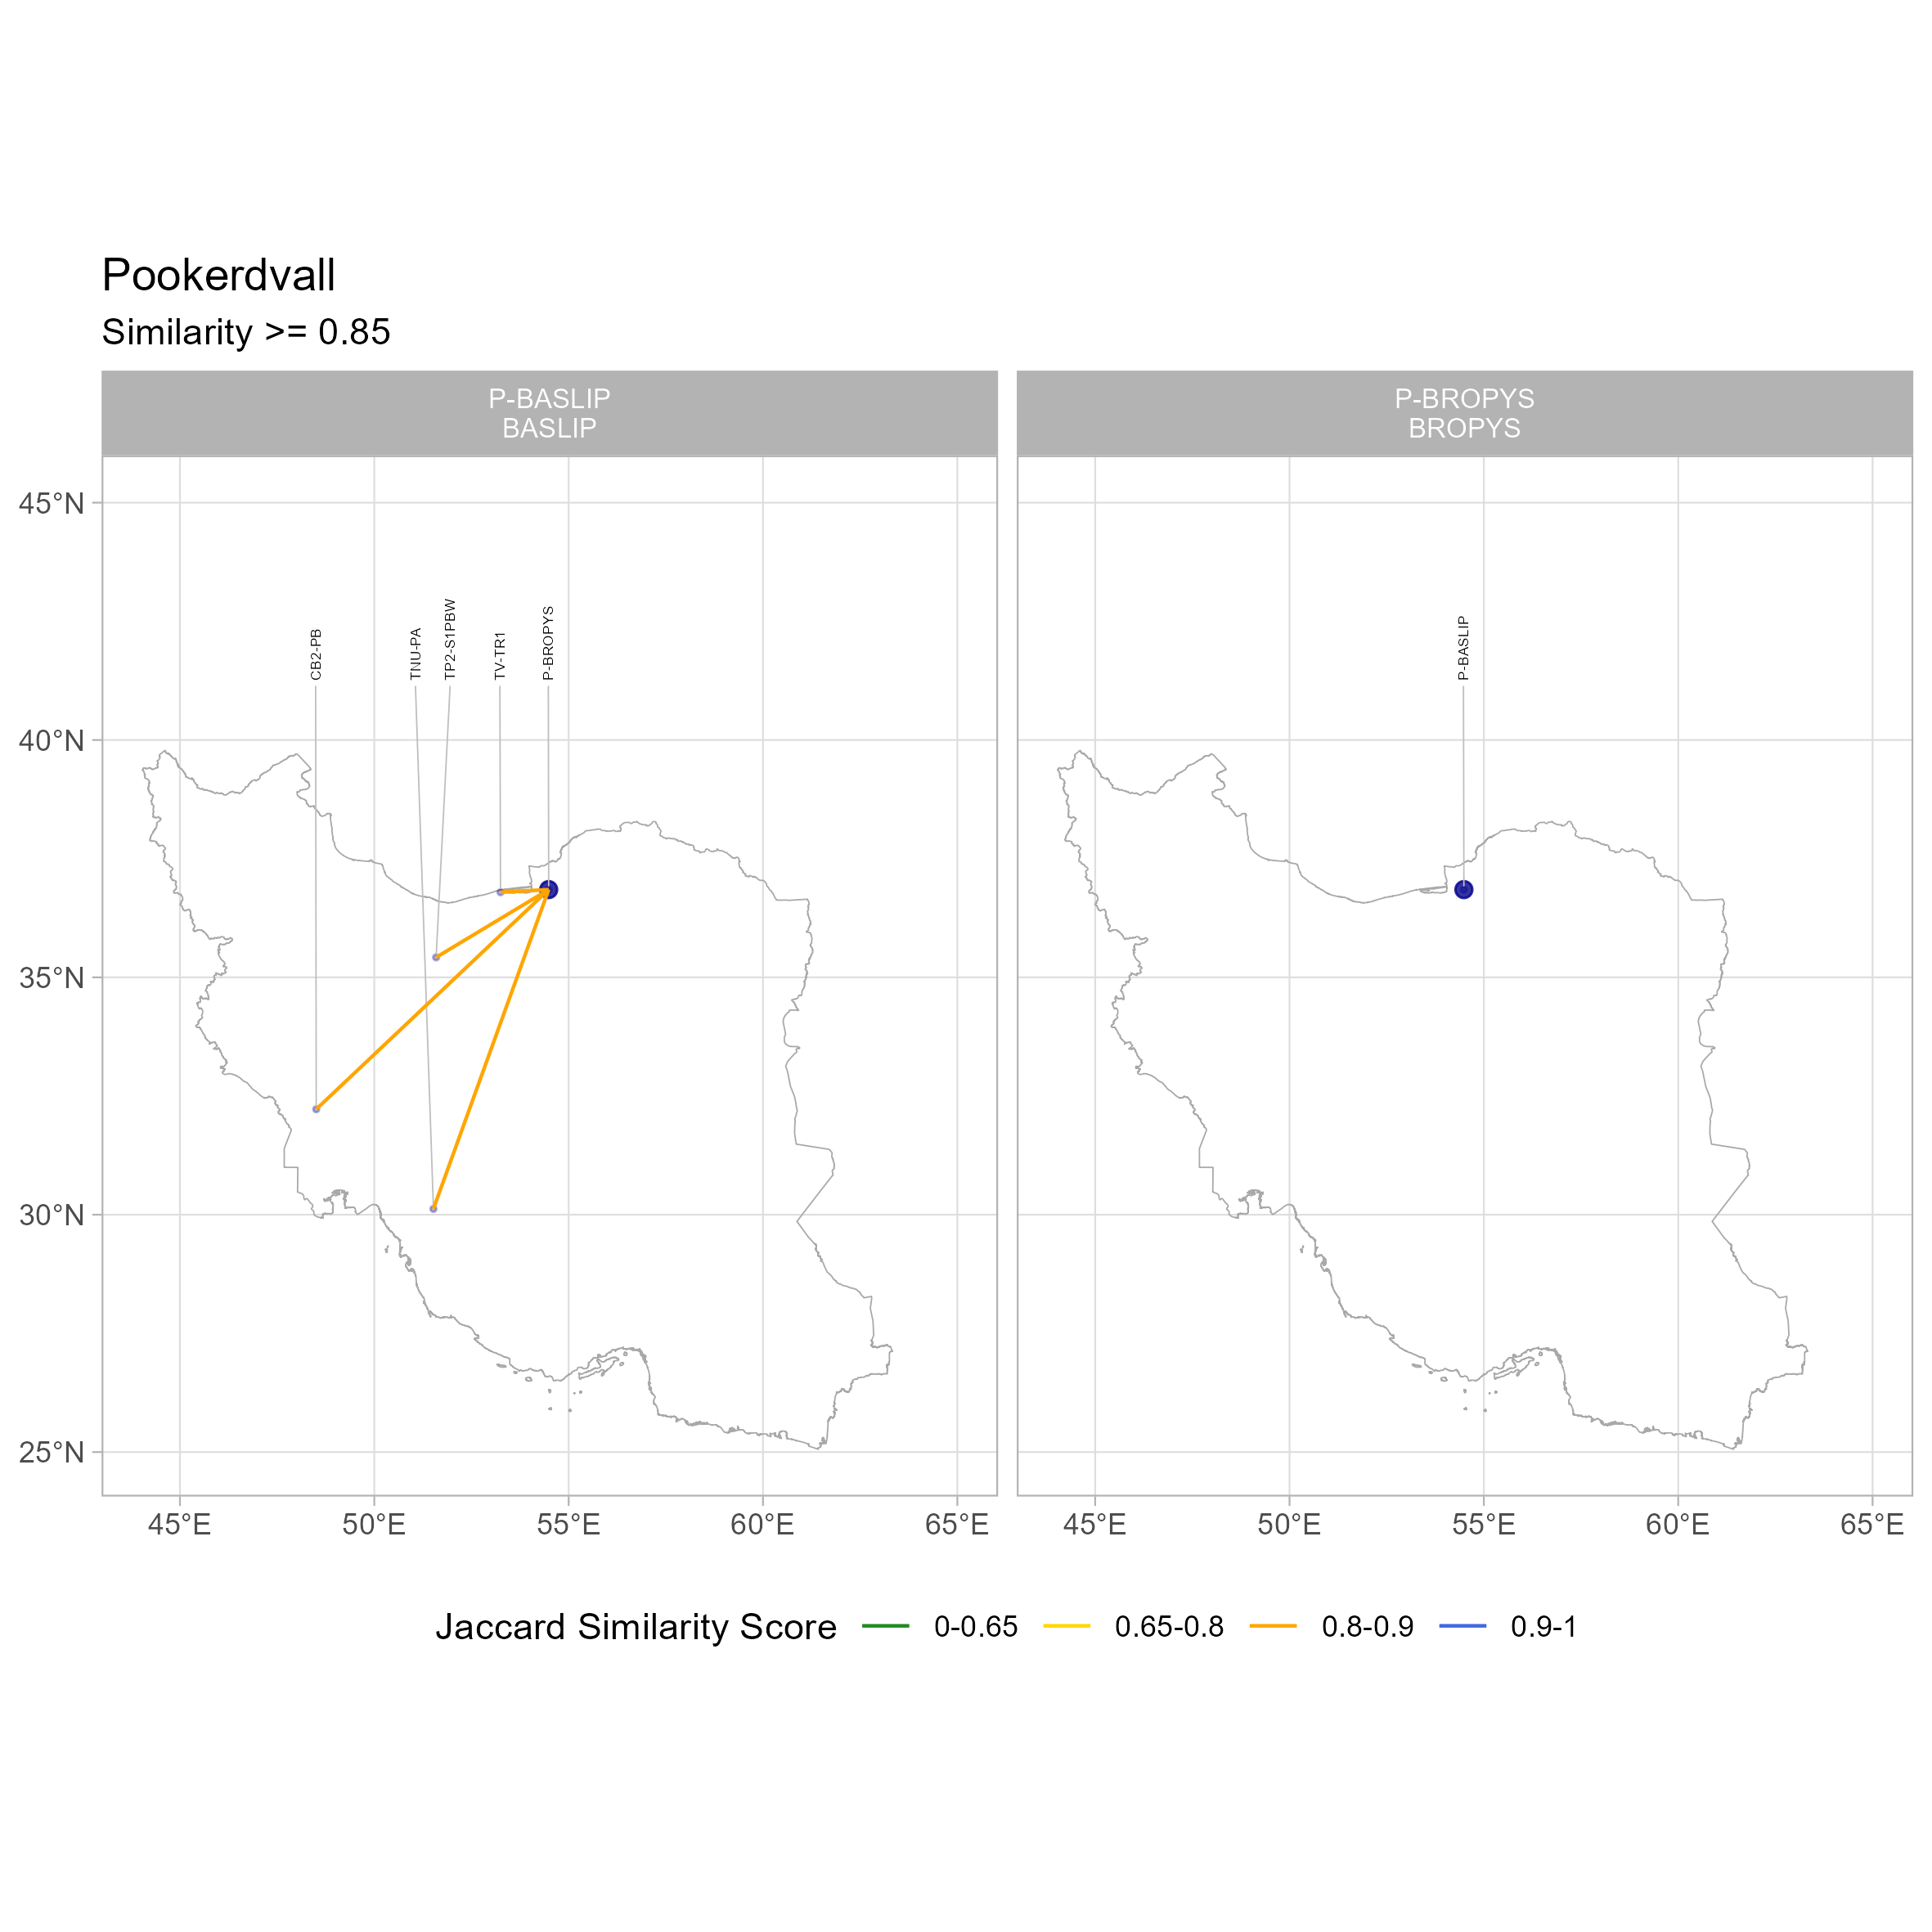 Pookerdvall
Similarity >= 0.85
P-BASLIP
BASLIP
P-BROPYS
BROPYS
45°N
40°N
35°N
30°N
25°N
CB2-PB
TNU-PA
TP2-S1PBW
TV-TR1
P-BROPYS
P-BASLIP
45°E 50°E 55°E 60°E 65°E
45°E 50°E 55°E 60°E 65°E
Jaccard Similarity Score 0-0.65 0.65-0.8 0.8-0.9 0.9-1